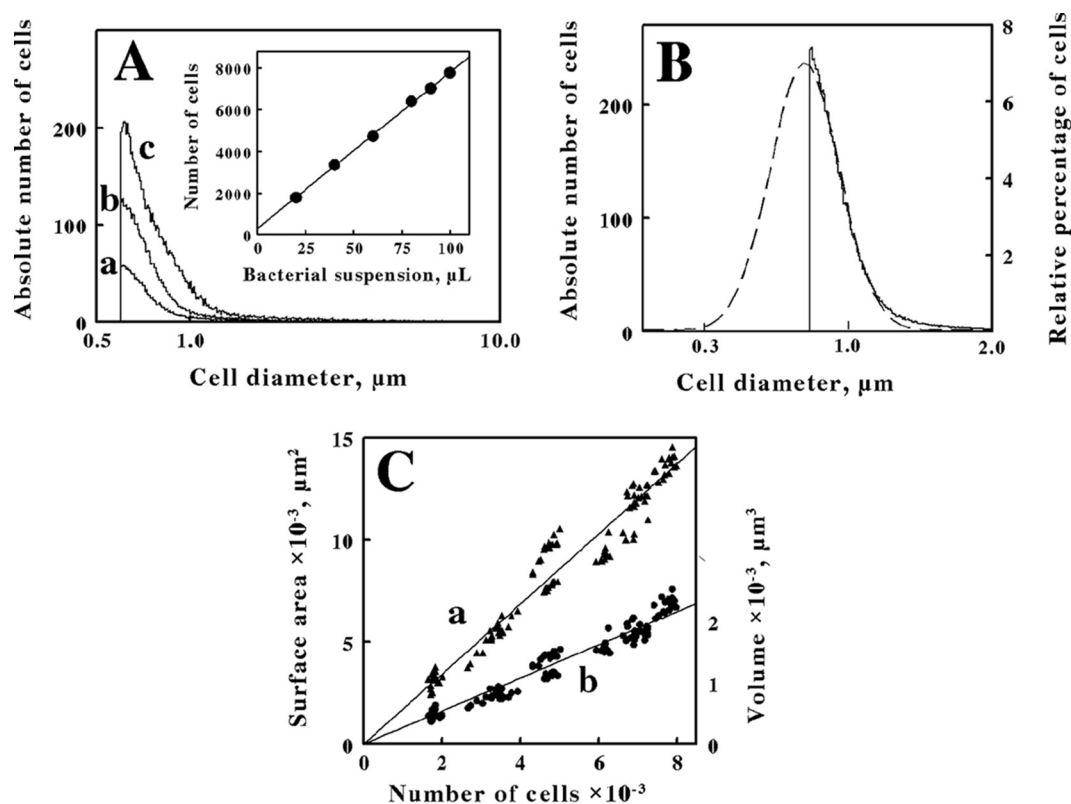 A
Absolute number of cells
200
100
0
0.5
1.0
10.0
Cell diameter, µm
a
b
c
Number of cells
8000
6000
4000
2000
0
25
50
75
100
Bacterial suspension, µL
B
Absolute number of cells
200
100
0
0.3
1.0
2.0
Cell diameter, µm
8
6
4
2
Relative percentage of cells
C
Surface area ×10⁻³, µm²
15
10
5
0
0
2
4
6
8
Number of cells ×10⁻³
a
b
2
1
0
Volume ×10⁻³, µm³